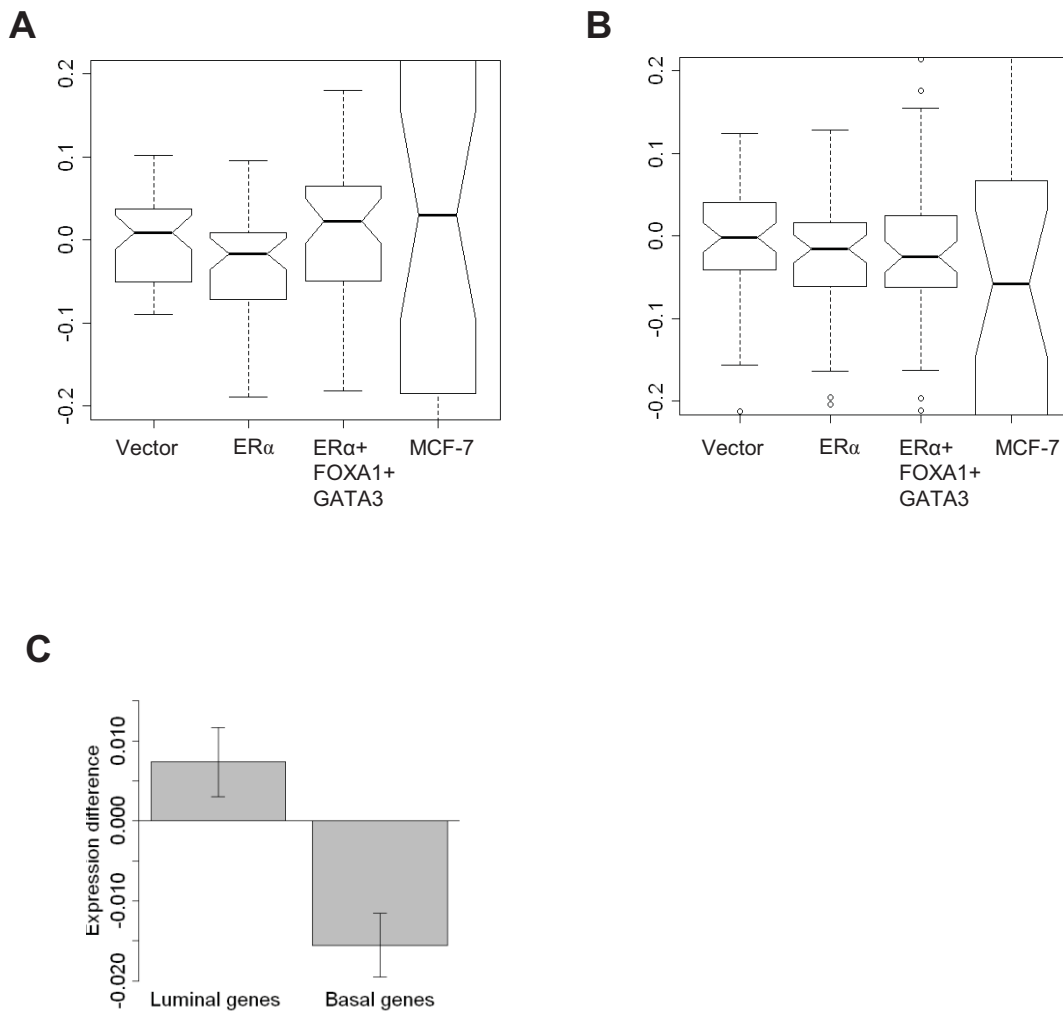 A
0.2
0.1
0.0
-0.1
-0.2
Vector
ERα
ERα+
FOXA1+
GATA3
MCF-7
B
0.2
0.1
0.0
-0.1
-0.2
Vector
ERα
ERα+
FOXA1+
GATA3
MCF-7
C
Expression difference
0.010
0.000
-0.010
-0.020
Luminal genes
Basal genes